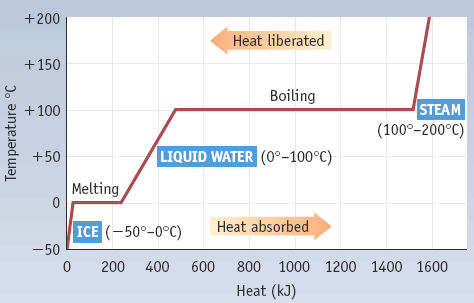 +200
Heat liberated
+150
Temperature °C
Boiling
+100
STEAM
(100°–200°C)
+50
LIQUID WATER (0°–100°C)
Melting
0
ICE (−50°–0°C)
Heat absorbed
−50
0 200 400 600 800 1000 1200 1400 1600
Heat (kJ)